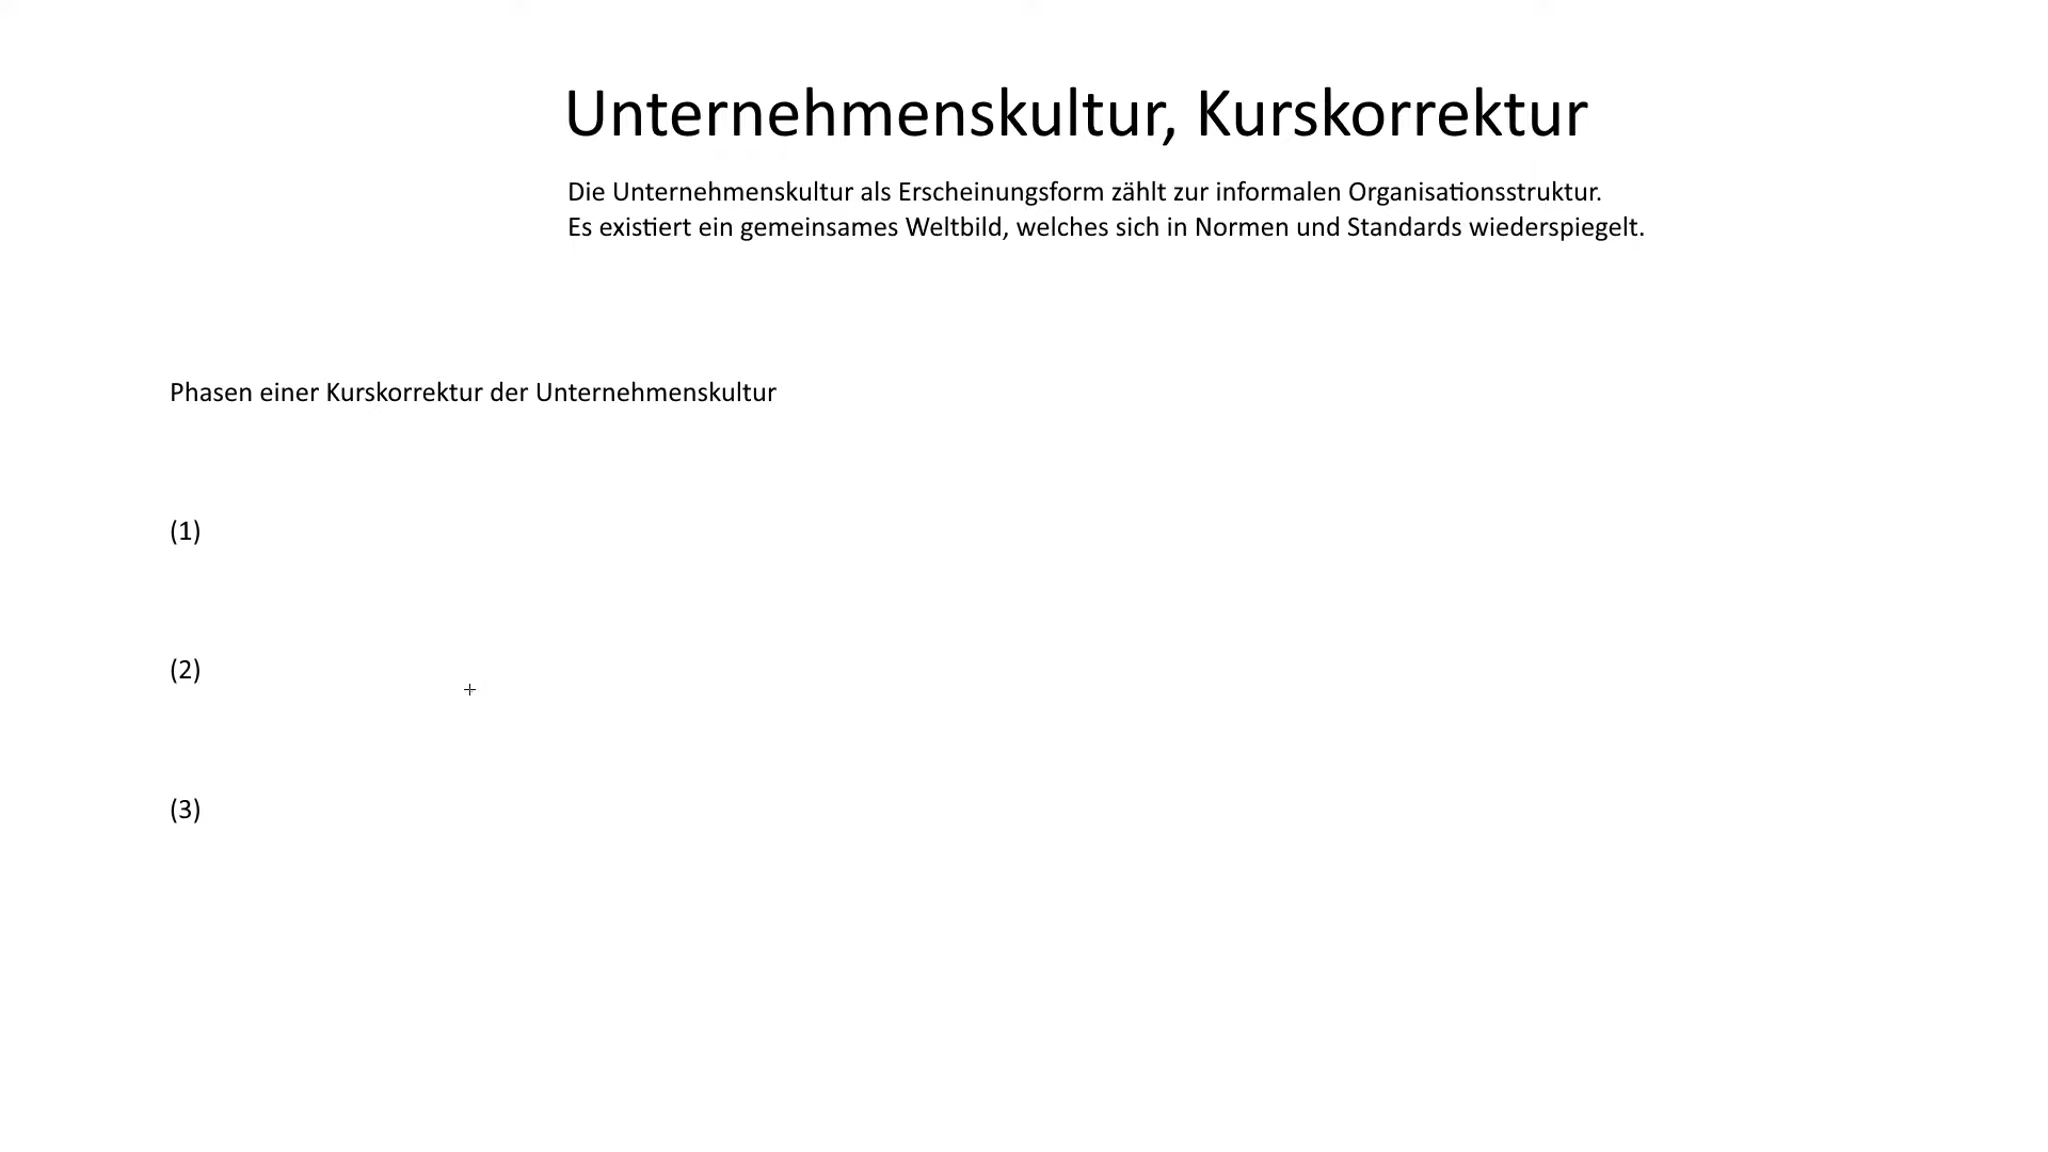 Unternehmenskultur, Kurskorrektur
Die Unternehmenskultur als Erscheinungsform zählt zur informalen Organisationsstruktur.
Es existiert ein gemeinsames Weltbild, welches sich in Normen und Standards wiederspiegelt.
Phasen einer Kurskorrektur der Unternehmenskultur
(1)
(2)
(3)